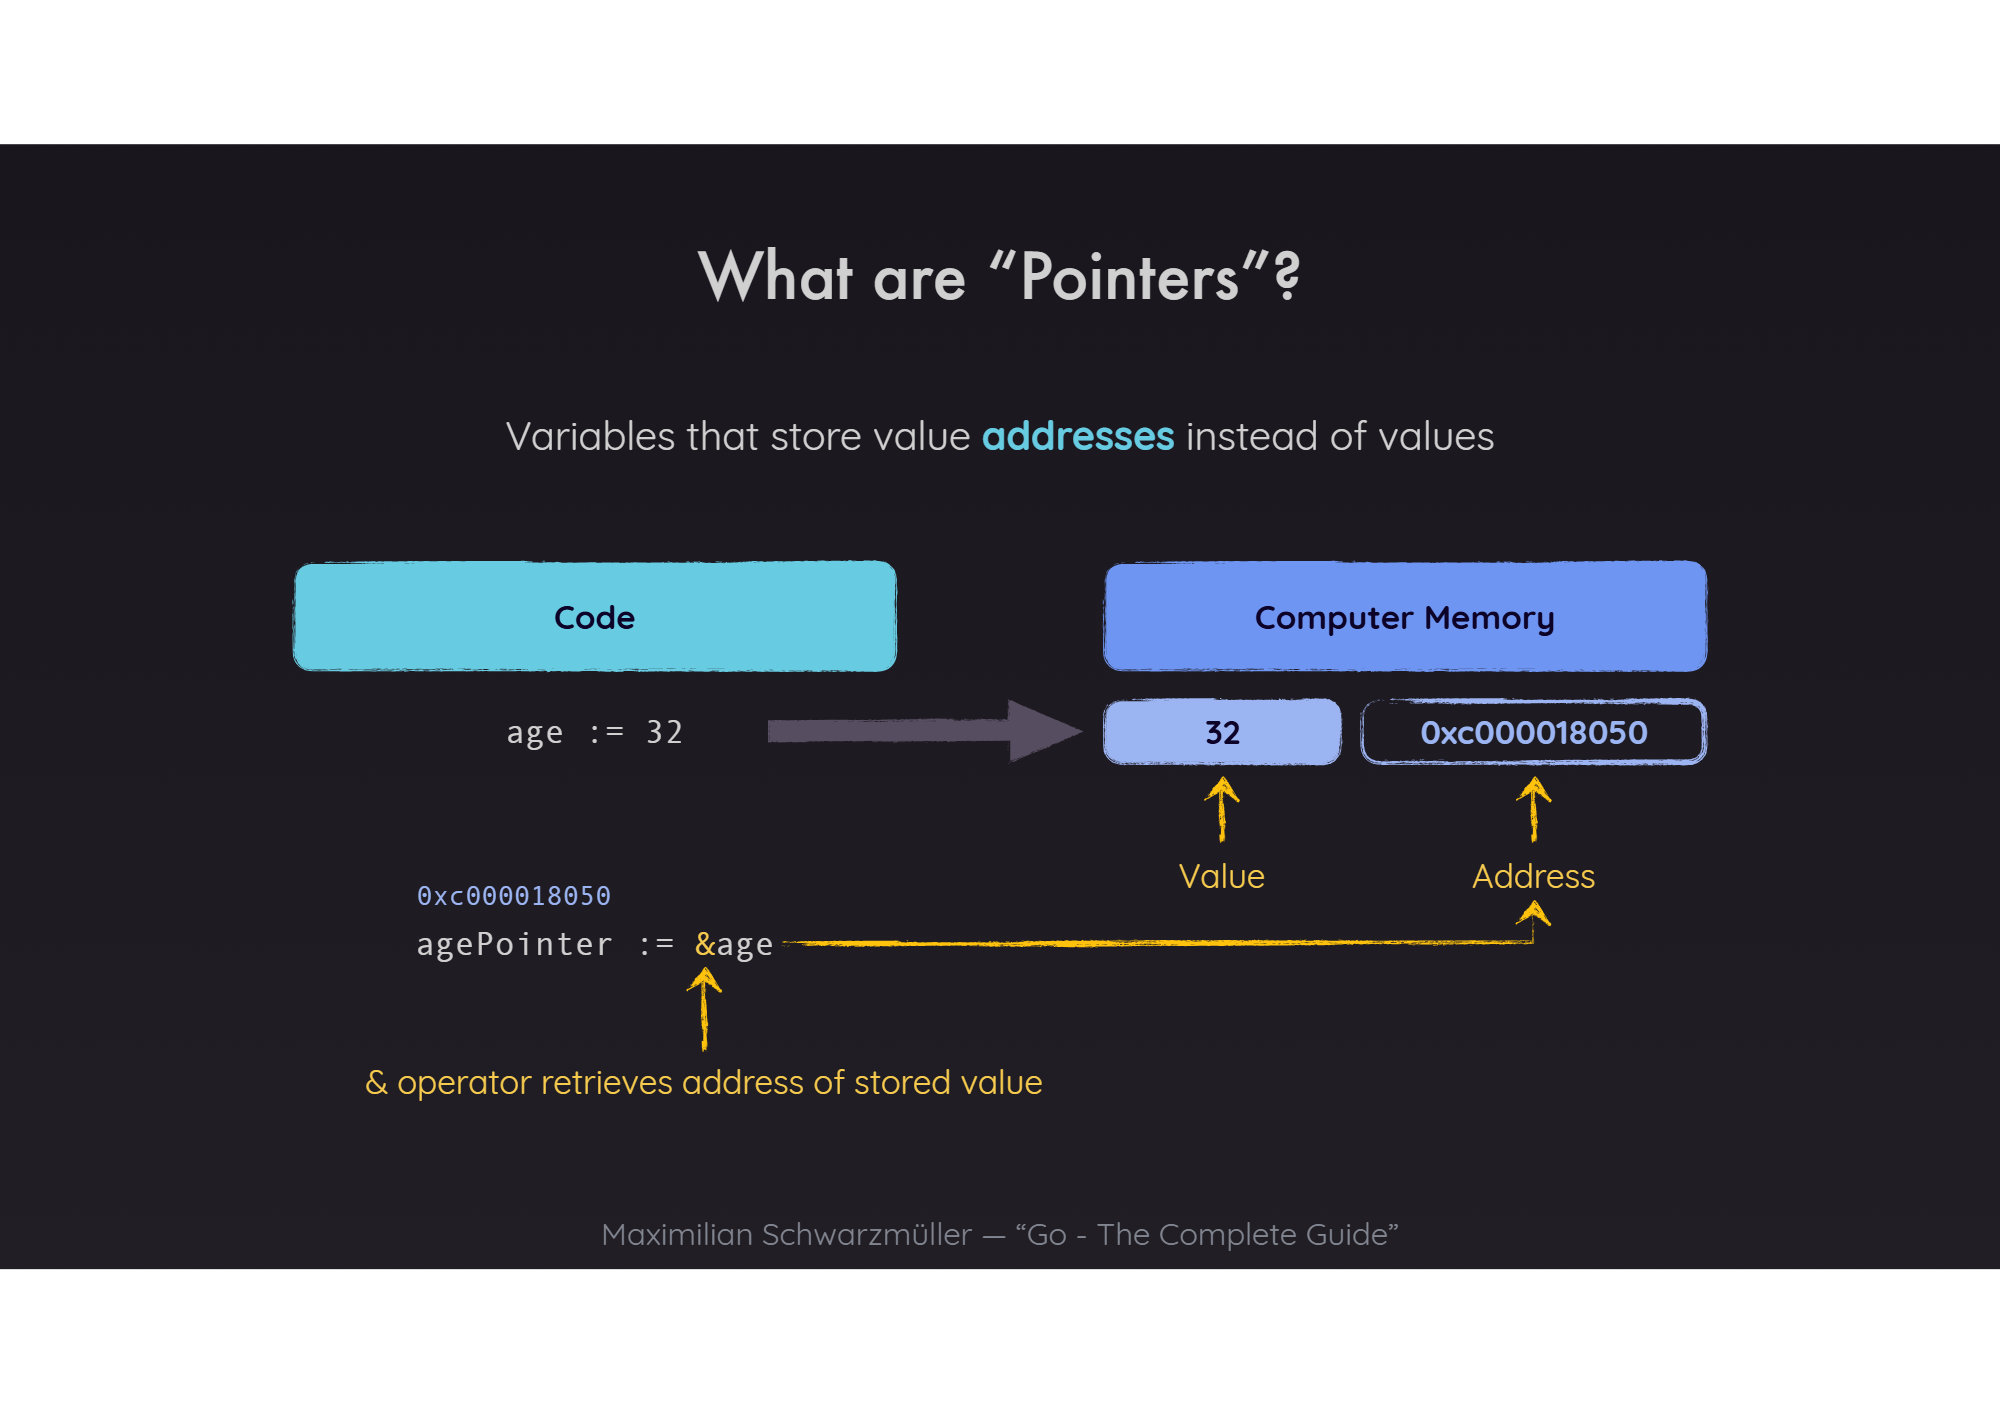 What are “Pointers”?
Variables that store value addresses instead of values
Code
Computer Memory
age := 32
32
0xc000018050
Value
Address
0xc000018050
agePointer := &age
& operator retrieves address of stored value
Maximilian Schwarzmüller — “Go - The Complete Guide”